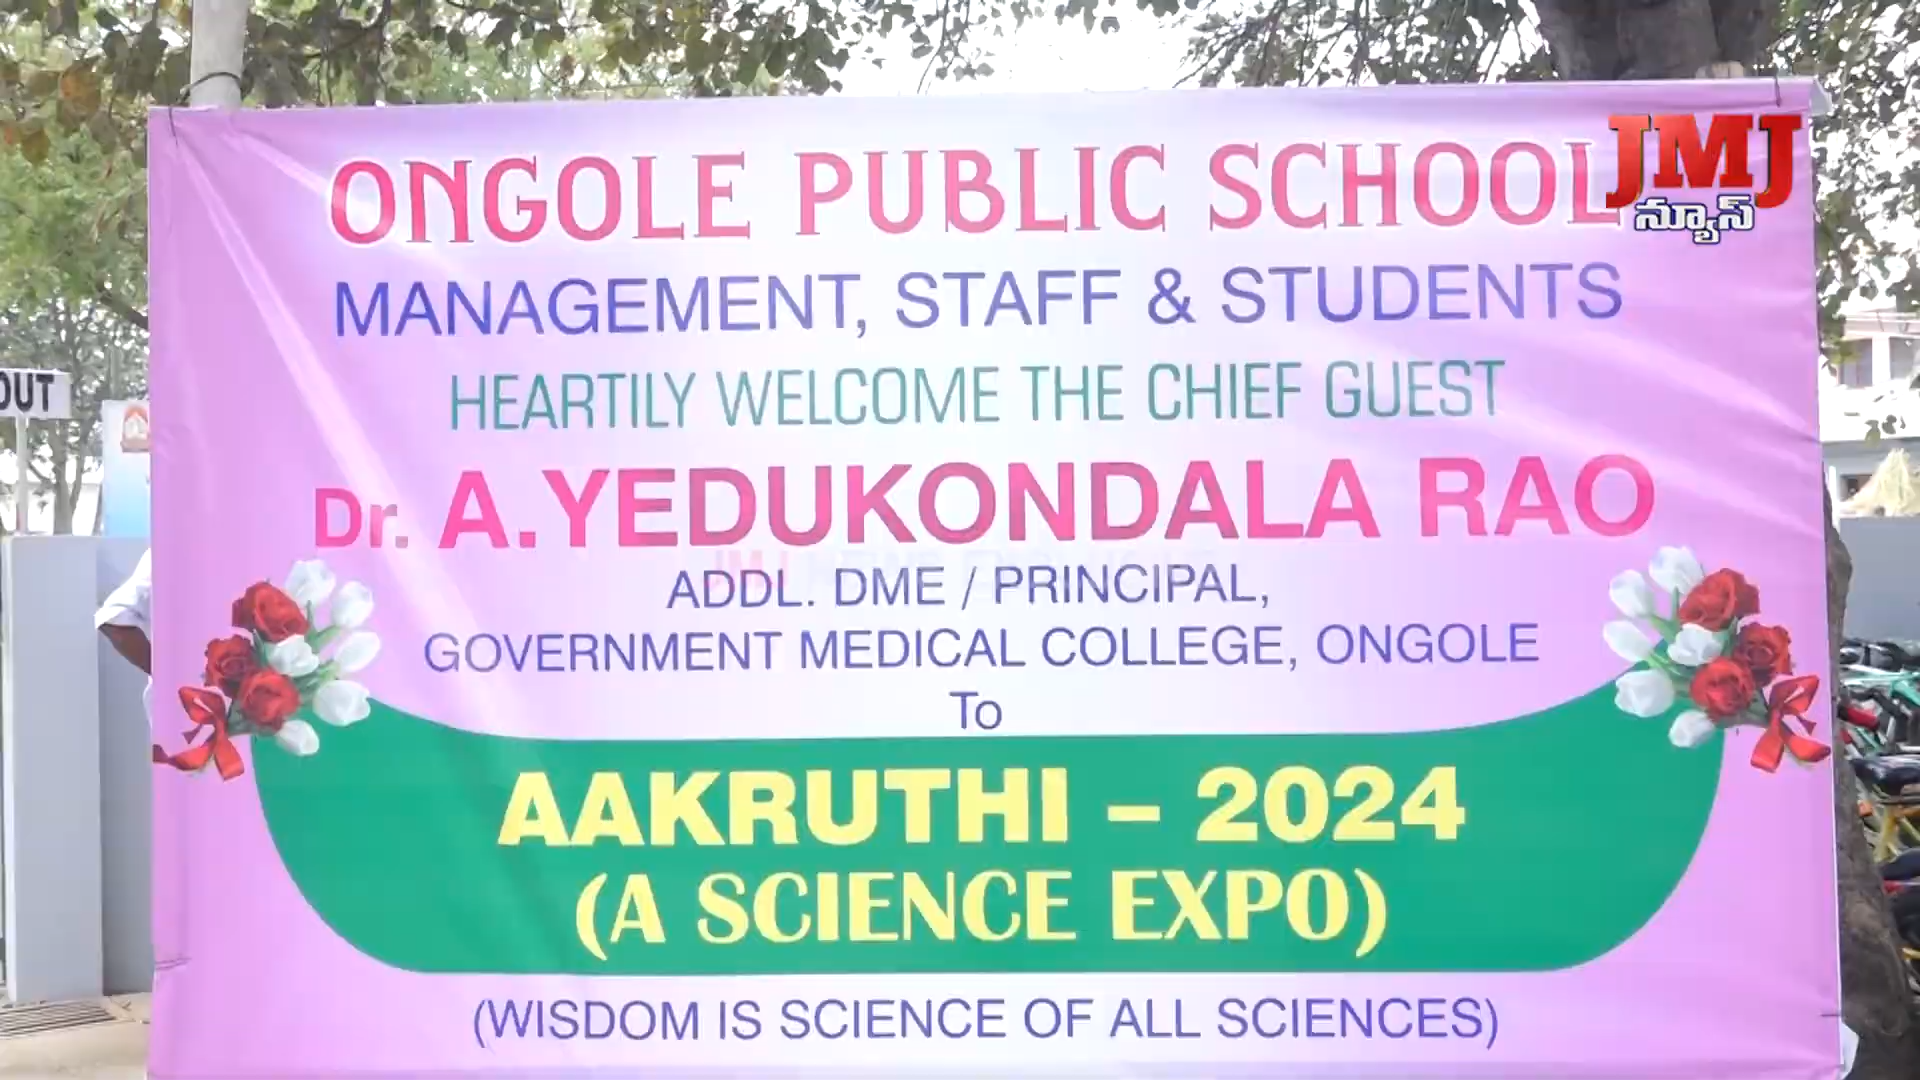 ONGOLE PUBLIC SCHOOL
JMJ
న్యూస్
MANAGEMENT, STAFF & STUDENTS
HEARTILY WELCOME THE CHIEF GUEST
OUT
Dr. A.YEDUKONDALA RAO
ADDL. DME / PRINCIPAL,
GOVERNMENT MEDICAL COLLEGE, ONGOLE
To
AAKRUTHI – 2024
(A SCIENCE EXPO)
(WISDOM IS SCIENCE OF ALL SCIENCES)